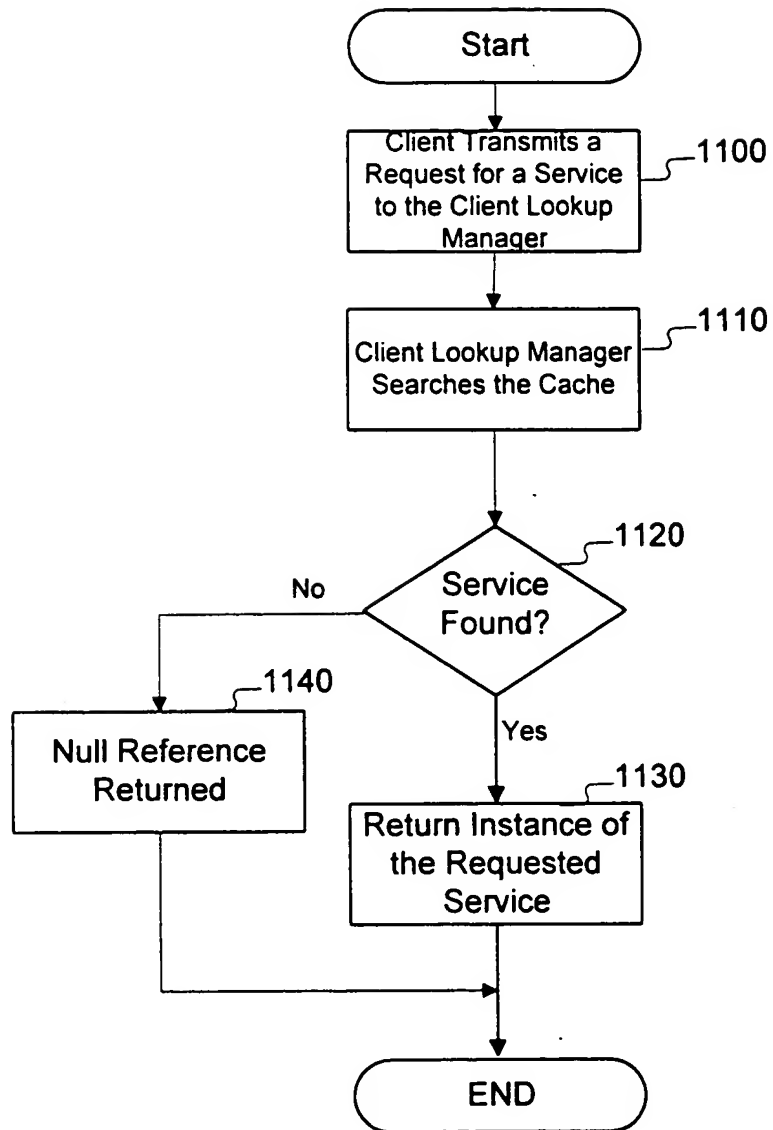 Start
Client Transmits a
Request for a Service
to the Client Lookup
Manager
1100
Client Lookup Manager
Searches the Cache
1110
Service
Found?
1120
No
Yes
Null Reference
Returned
1140
Return Instance of
the Requested
Service
1130
END